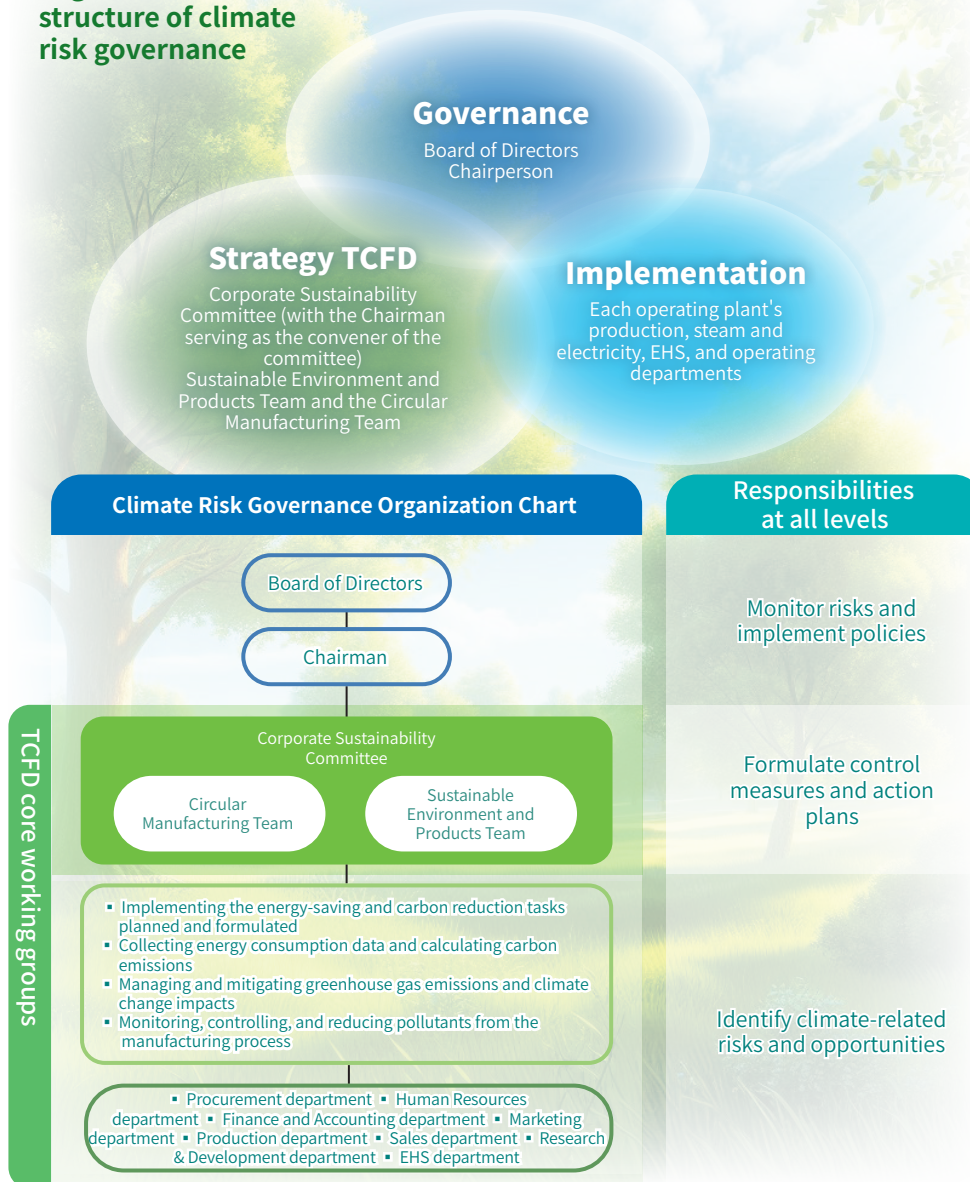 structure of climate
risk governance
Governance
Board of Directors
Chairperson
Strategy TCFD
Corporate Sustainability
Committee (with the Chairman
serving as the convener of the
committee)
Sustainable Environment and
Products Team and the Circular
Manufacturing Team
Implementation
Each operating plant's
production, steam and
electricity, EHS, and operating
departments
Climate Risk Governance Organization Chart
Responsibilities
at all levels
Board of Directors
Chairman
Monitor risks and
implement policies
TCFD core working groups
Corporate Sustainability
Committee
Circular
Manufacturing Team
Sustainable
Environment and
Products Team
Formulate control
measures and action
plans
▪ Implementing the energy-saving and carbon reduction tasks
planned and formulated
▪ Collecting energy consumption data and calculating carbon
emissions
▪ Managing and mitigating greenhouse gas emissions and climate
change impacts
▪ Monitoring, controlling, and reducing pollutants from the
manufacturing process
Identify climate-related
risks and opportunities
▪ Procurement department ▪ Human Resources
department ▪ Finance and Accounting department ▪ Marketing
department ▪ Production department ▪ Sales department ▪ Research
& Development department ▪ EHS department